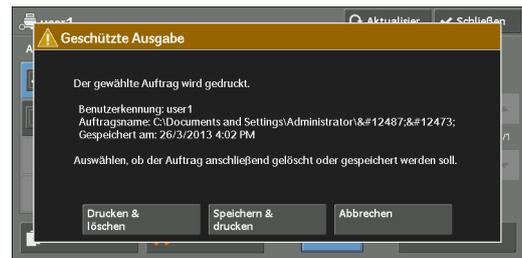 user1
Aktualisier
Schließen
Geschützte Ausgabe
Der gewählte Auftrag wird gedruckt.
Benutzerkennung: user1
Auftragsname: C:\Documents and Settings\Administrator\&#12487;&#12473;
Gespeichert am: 26/3/2013 4:02 PM
Auswählen, ob der Auftrag anschließend gelöscht oder gespeichert werden soll.
Drucken &
löschen
Speichern &
drucken
Abbrechen